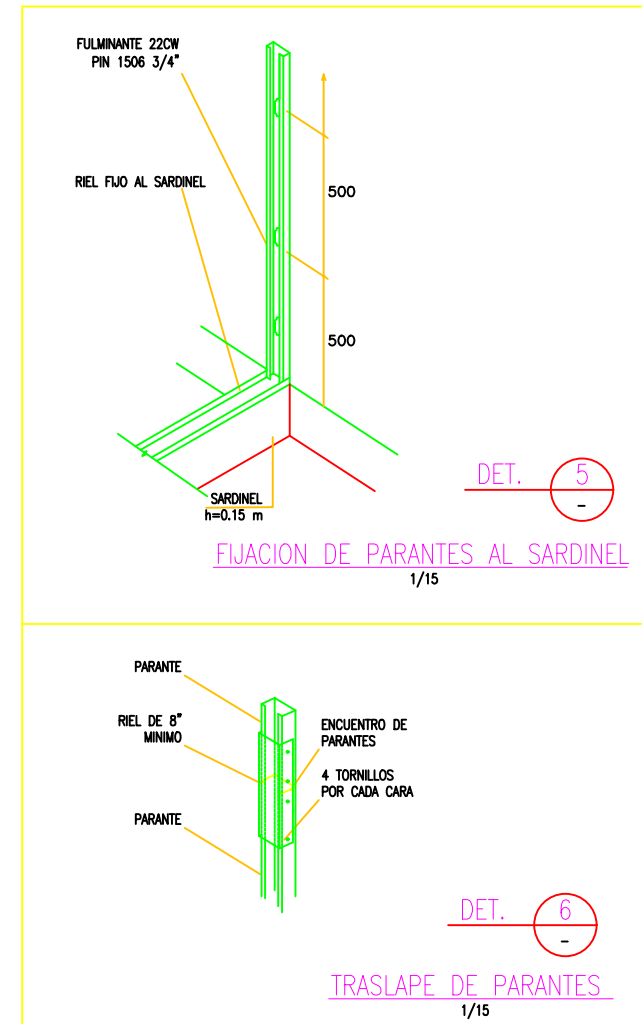 FULMINANTE 22CW
PIN 1506 3/4"
RIEL FIJO AL SARDINEL
500
500
SARDINEL
h=0.15 m
DET. 5
-
FIJACION DE PARANTES AL SARDINEL
1/15
PARANTE
RIEL DE 8"
MINIMO
ENCUENTRO DE
PARANTES
4 TORNILLOS
POR CADA CARA
PARANTE
DET. 6
-
TRASLAPE DE PARANTES
1/15